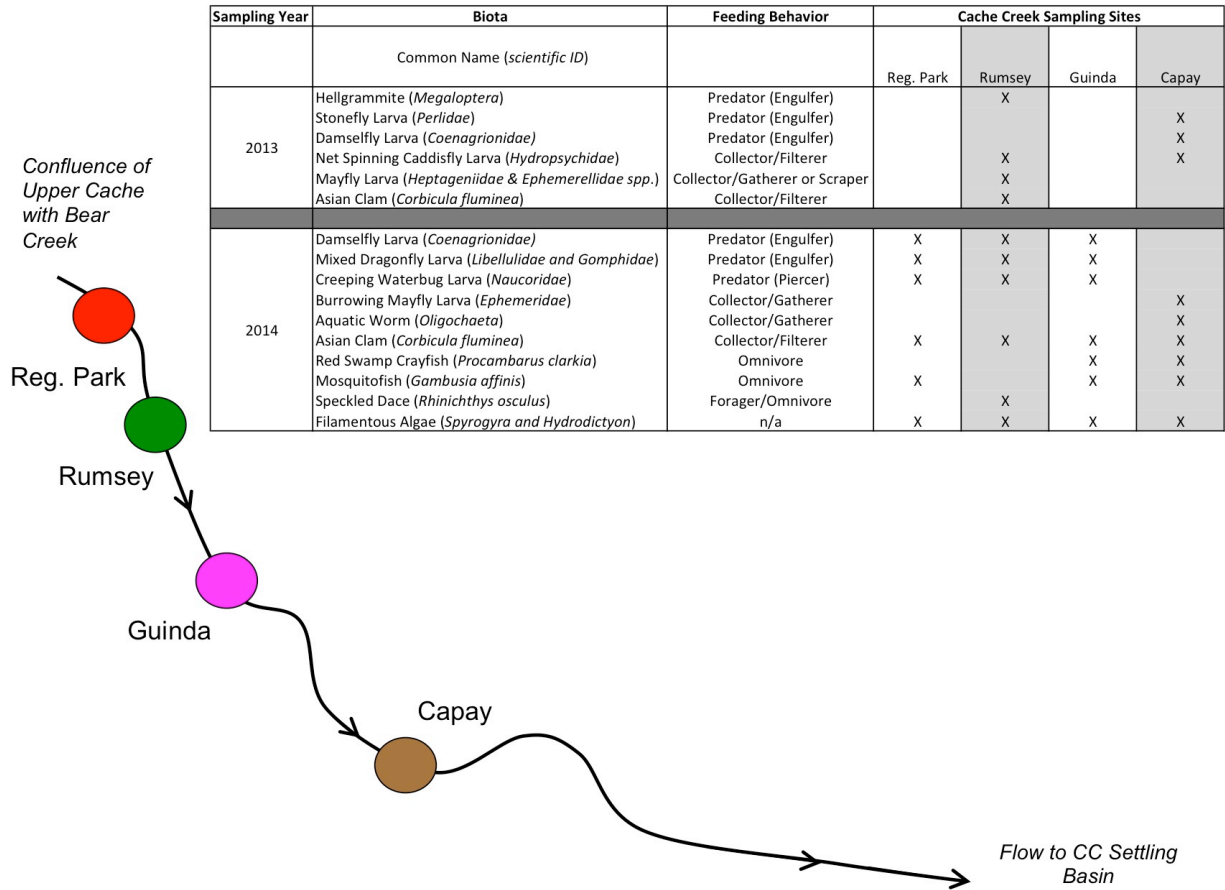 Sampling Year Biota Feeding Behavior Cache Creek Sampling Sites
Common Name (scientific ID)
Reg. Park Rumsey Guinda Capay
2013
Hellgrammite (Megaloptera) Predator (Engulfer) X
Stonefly Larva (Perlidae) Predator (Engulfer) X
Damselfly Larva (Coenagrionidae) Predator (Engulfer) X
Net Spinning Caddisfly Larva (Hydropsychidae) Collector/Filterer X X
Mayfly Larva (Heptageniidae & Ephemerellidae spp.) Collector/Gatherer or Scraper X
Asian Clam (Corbicula fluminea) Collector/Filterer X
2014
Damselfly Larva (Coenagrionidae) Predator (Engulfer) X X X
Mixed Dragonfly Larva (Libellulidae and Gomphidae) Predator (Engulfer) X X X
Creeping Waterbug Larva (Naucoridae) Predator (Piercer) X X X
Burrowing Mayfly Larva (Ephemeridae) Collector/Gatherer X
Aquatic Worm (Oligochaeta) Collector/Gatherer X
Asian Clam (Corbicula fluminea) Collector/Filterer X X X X
Red Swamp Crayfish (Procambarus clarkia) Omnivore X X
Mosquitofish (Gambusia affinis) Omnivore X X X
Speckled Dace (Rhinichthys osculus) Forager/Omnivore X
Filamentous Algae (Spyrogyra and Hydrodictyon) n/a X X X X
Confluence of
Upper Cache
with Bear
Creek
Reg. Park
Rumsey
Guinda
Capay
Flow to CC Settling
Basin